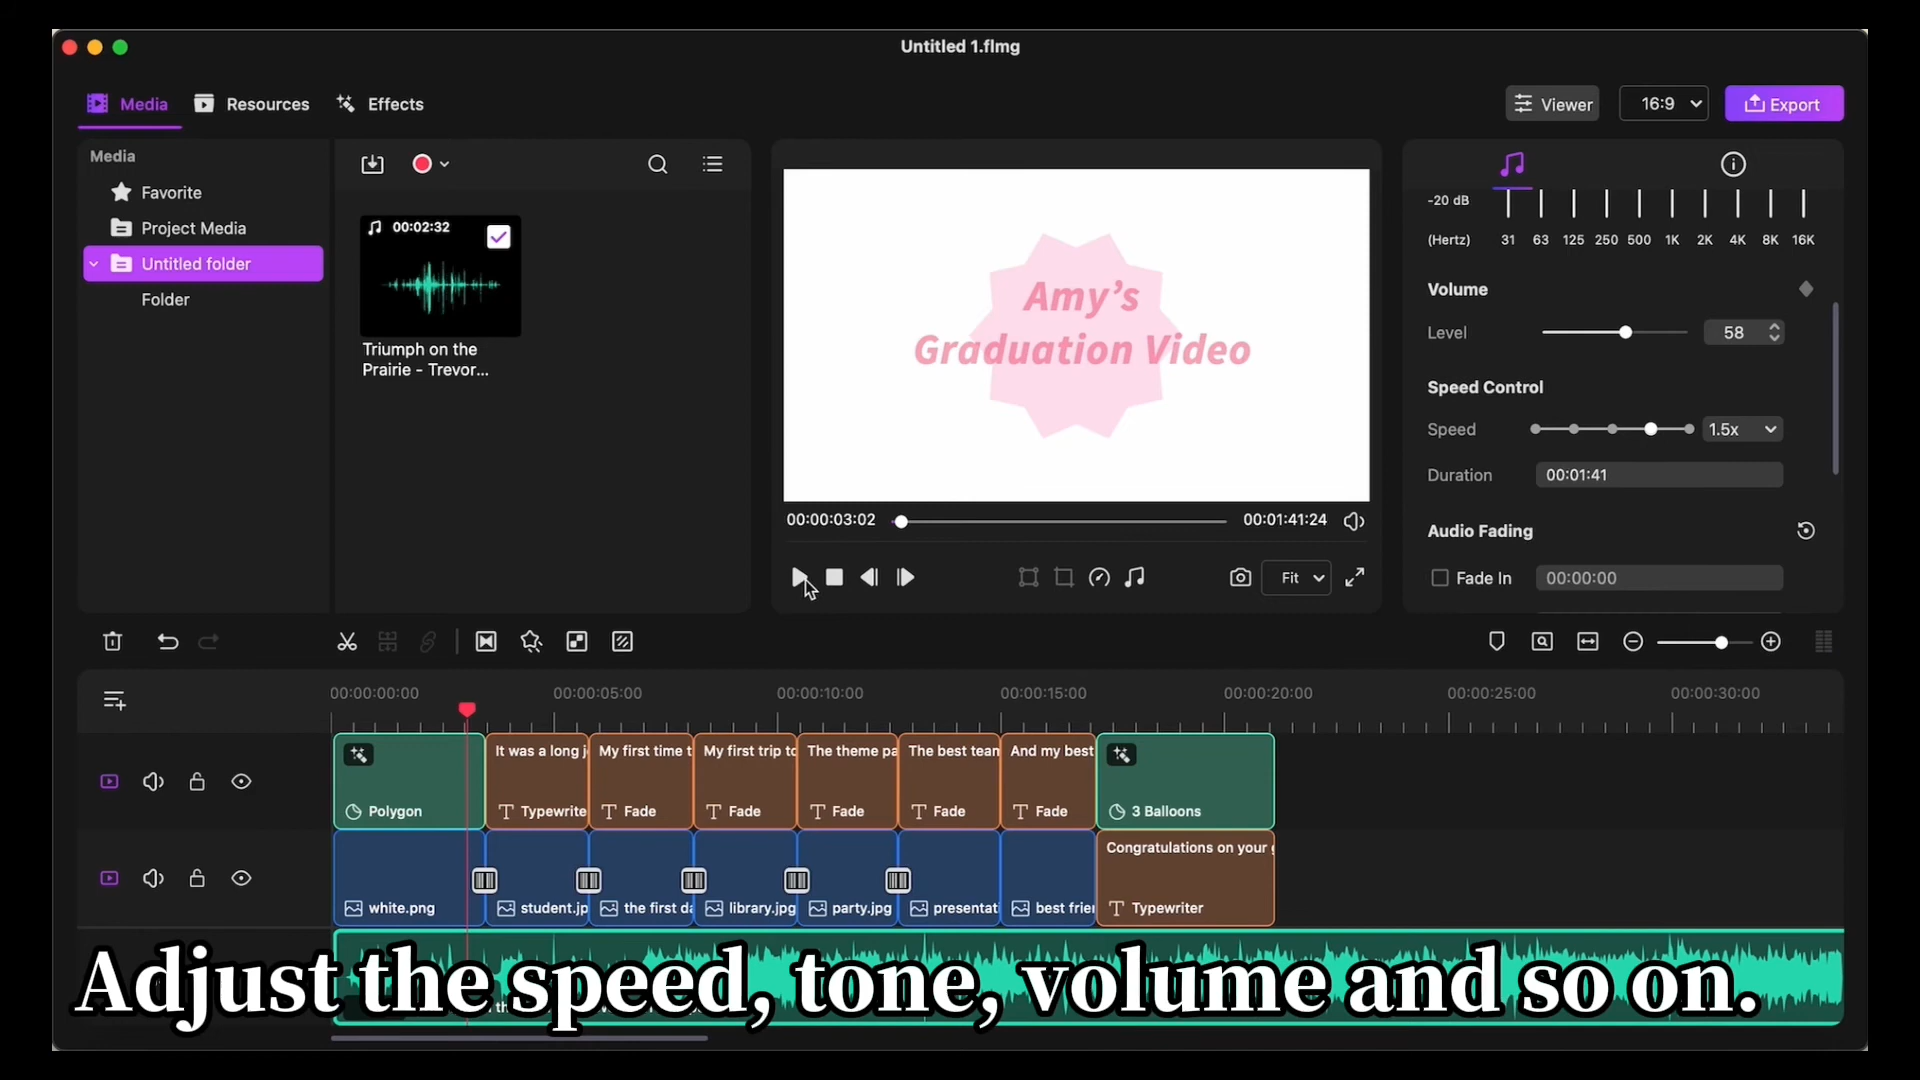 Untitled 1.flmg
Media
Resources
Effects
Viewer
16:9
Export
Media
Favorite
Project Media
Untitled folder
Folder
00:02:32
Triumph on the
Prairie - Trevor...
Amy's
Graduation Video
00:00:03:02
00:01:41:24
Fit
-20 dB
(Hertz) 31 63 125 250 500 1K 2K 4K 8K 16K
Volume
Level 58
Speed Control
Speed 1.5x
Duration 00:01:41
Audio Fading
Fade In 00:00:00
00:00:00:00 00:00:05:00 00:00:10:00 00:00:15:00 00:00:20:00 00:00:25:00 00:00:30:00
It was a long j My first time t My first trip to The theme pa The best team And my best
Polygon Typewrite Fade Fade Fade Fade Fade 3 Balloons
Congratulations on your g
white.png student.jp the first da library.jpg party.jpg presentat best frie Typewriter
Adjust the speed, tone, volume and so on.